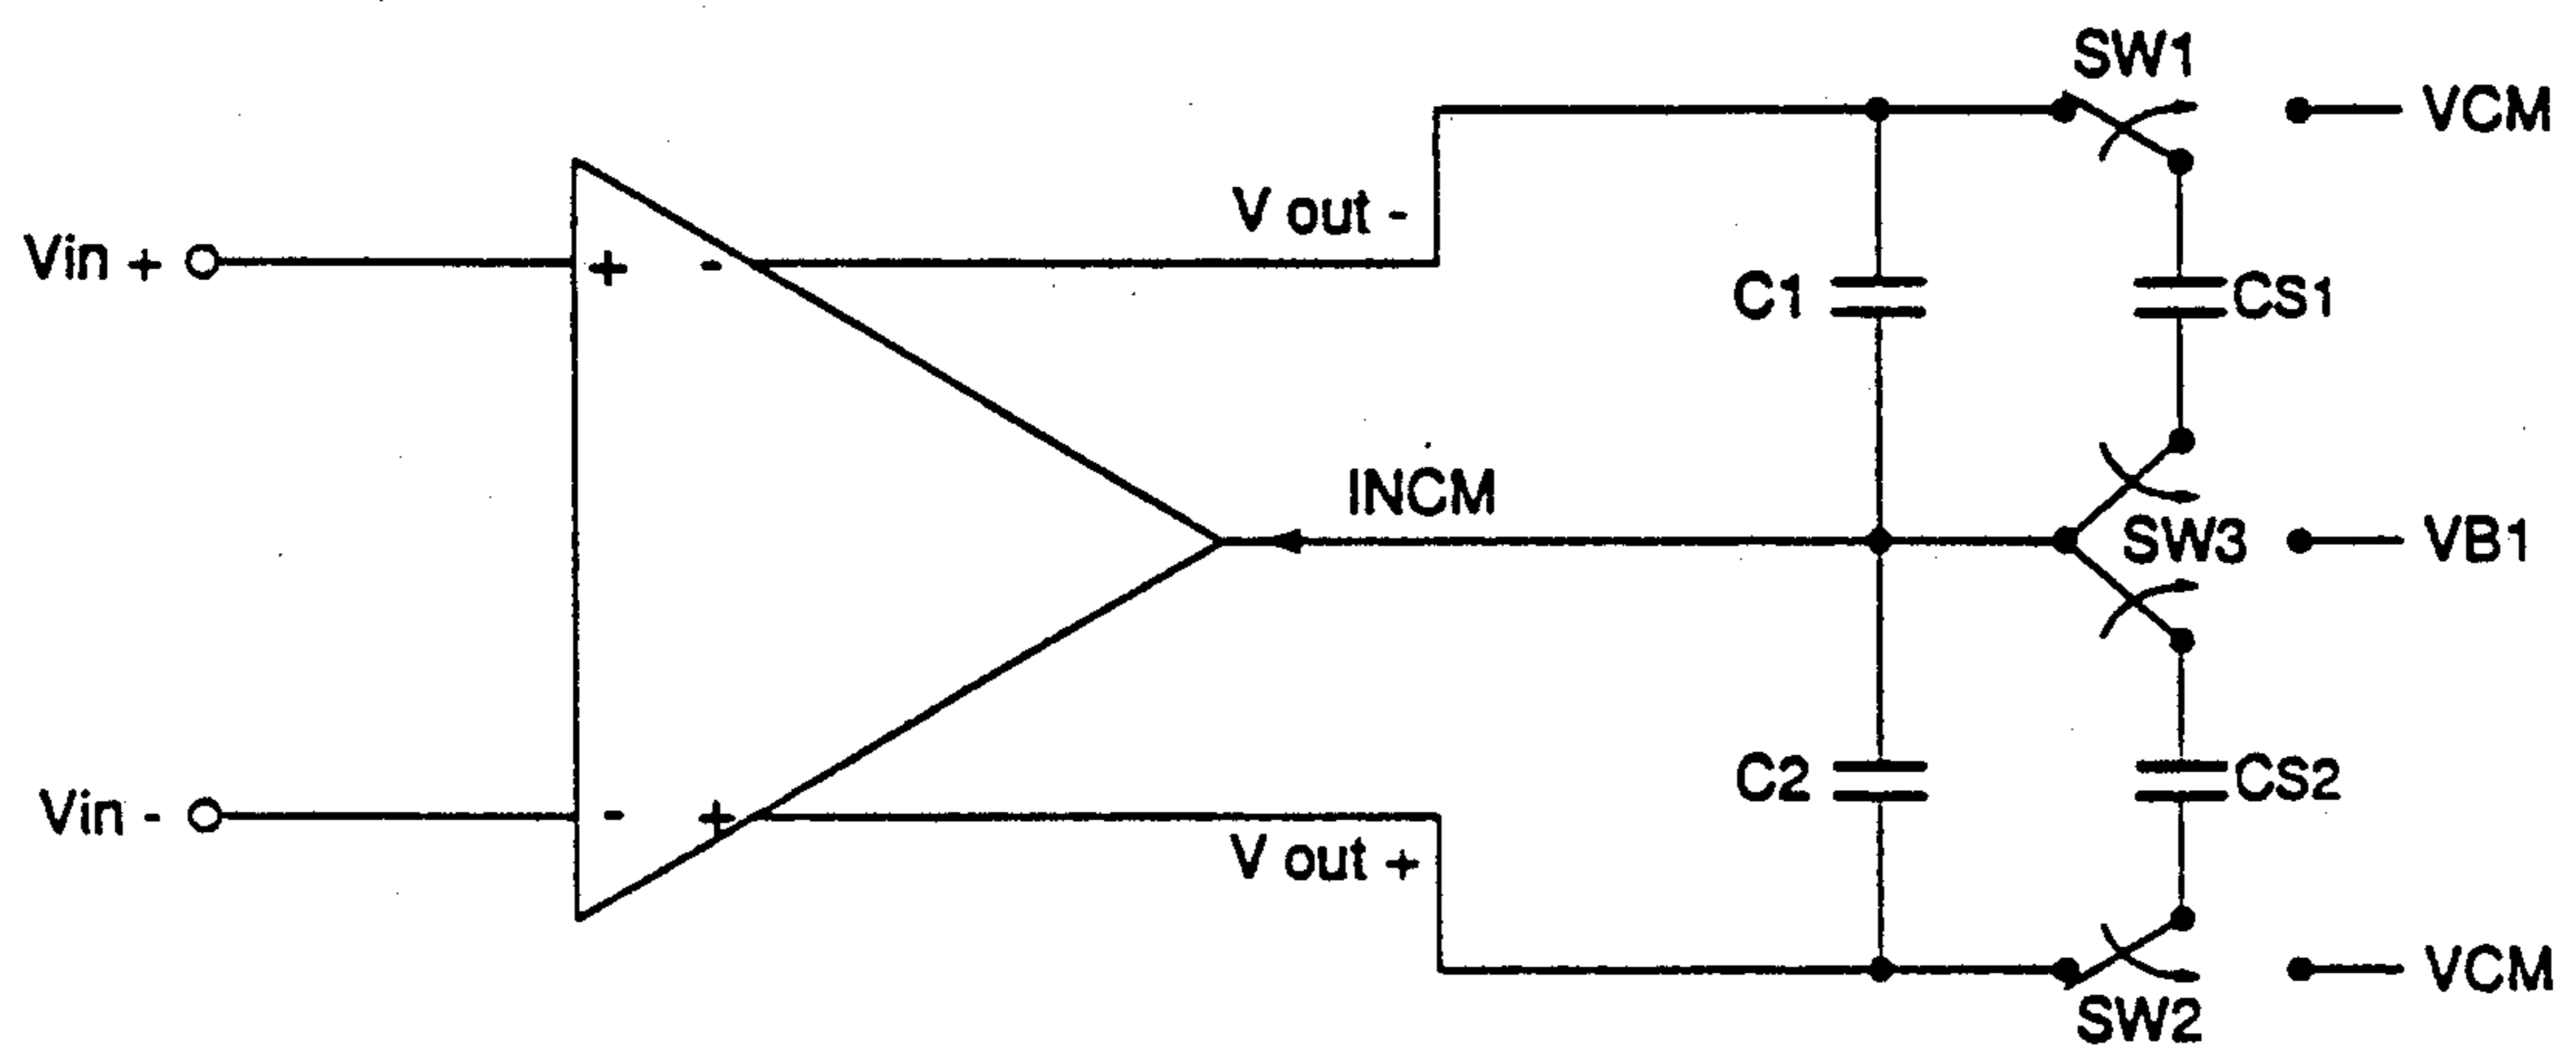 SW1
VCM
V out -
Vin +
+ -
C1
CS1
INCM
SW3
VB1
C2
CS2
Vin -
- +
V out +
VCM
SW2